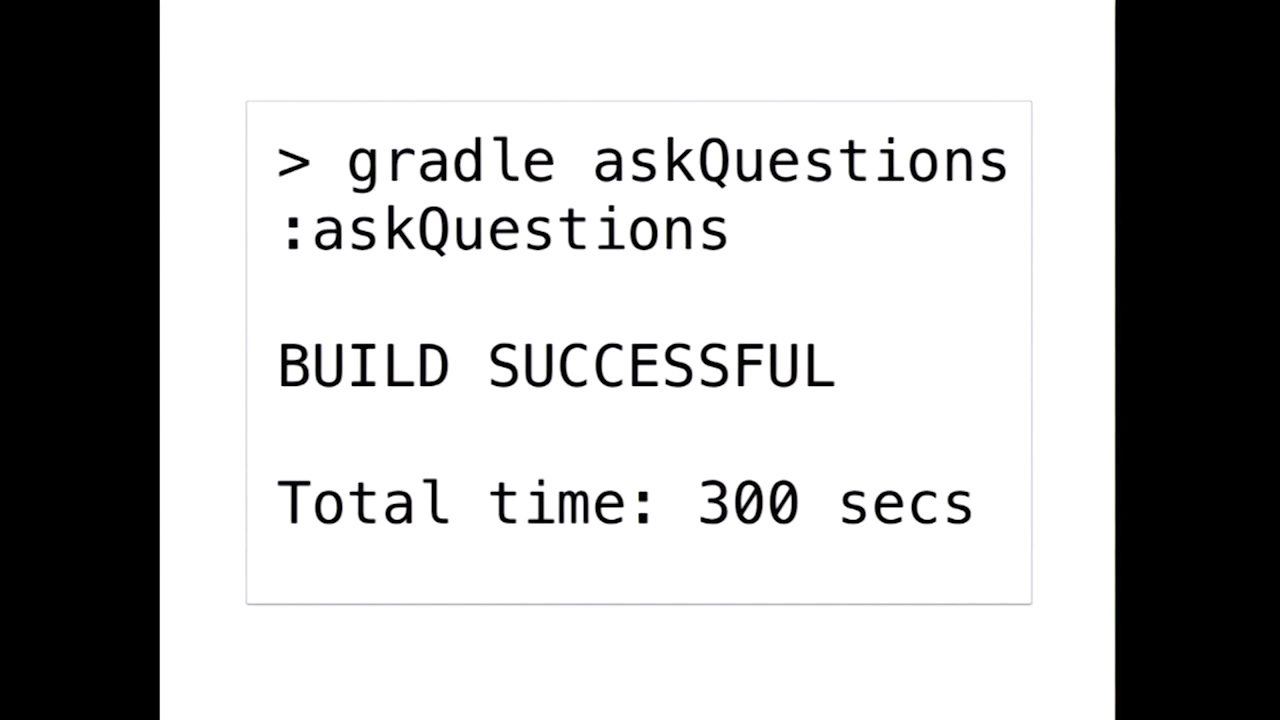 > gradle askQuestions
:askQuestions
BUILD SUCCESSFUL
Total time: 300 secs